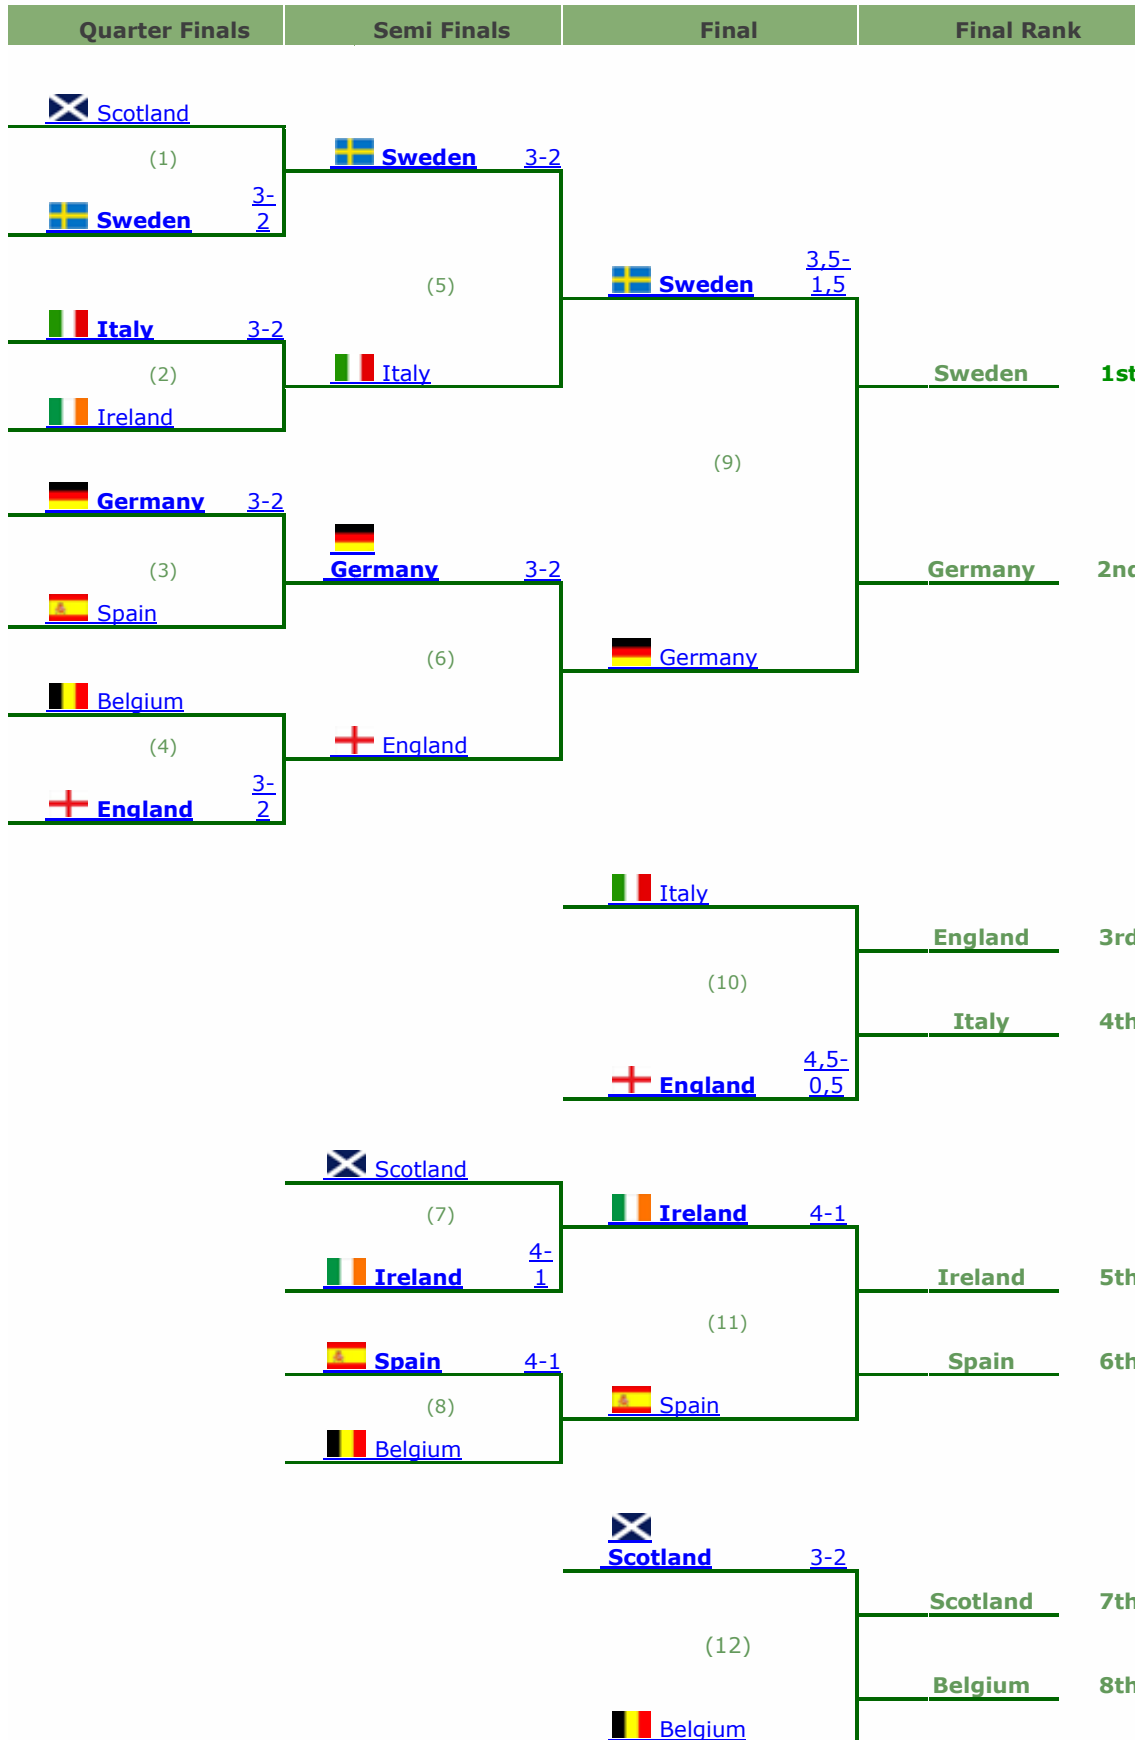 Quarter Finals Semi Finals Final Final Rank
Scotland
(1)
Sweden 3-2
3-
2
Sweden
(5)
3,5-
1,5
Sweden
Italy 3-2
(2)
Italy
Sweden 1st
Ireland
(9)
Germany 3-2
(3)
Germany 3-2
Germany 2nd
Spain
(6)
Germany
Belgium
(4)
England
3-
2
England
Italy
England 3rd
(10)
Italy 4th
4,5-
0,5
England
Scotland
(7)
Ireland 4-1
4-
1
Ireland
Ireland 5th
(11)
Spain 4-1
Spain 6th
(8)
Spain
Belgium
Scotland 3-2
Scotland 7th
(12)
Belgium 8th
Belgium